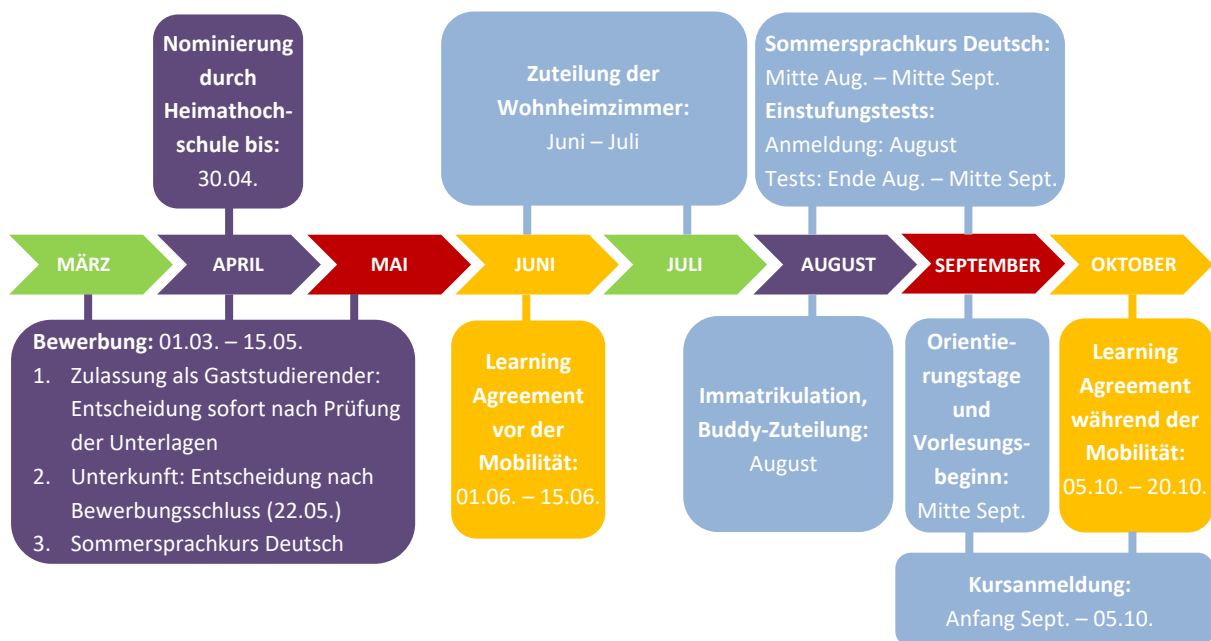 Nominierung
durch
Heimathoch-
schule bis:
30.04.
Zuteilung der
Wohnheimzimmer:
Juni – Juli
Sommersprachkurs Deutsch:
Mitte Aug. – Mitte Sept.
Einstufungstests:
Anmeldung: August
Tests: Ende Aug. – Mitte Sept.
MÄRZ
APRIL
MAI
JUNI
JULI
AUGUST
SEPTEMBER
OKTOBER
Bewerbung: 01.03. – 15.05.
1. Zulassung als Gaststudierender:
Entscheidung sofort nach Prüfung
der Unterlagen
2. Unterkunft: Entscheidung nach
Bewerbungsschluss (22.05.)
3. Sommersprachkurs Deutsch
Learning
Agreement
vor der
Mobilität:
01.06. – 15.06.
Immatrikulation,
Buddy-Zuteilung:
August
Orientie-
rungstage
und
Vorlesungs-
beginn:
Mitte Sept.
Learning
Agreement
während der
Mobilität:
05.10. – 20.10.
Kursanmeldung:
Anfang Sept. – 05.10.